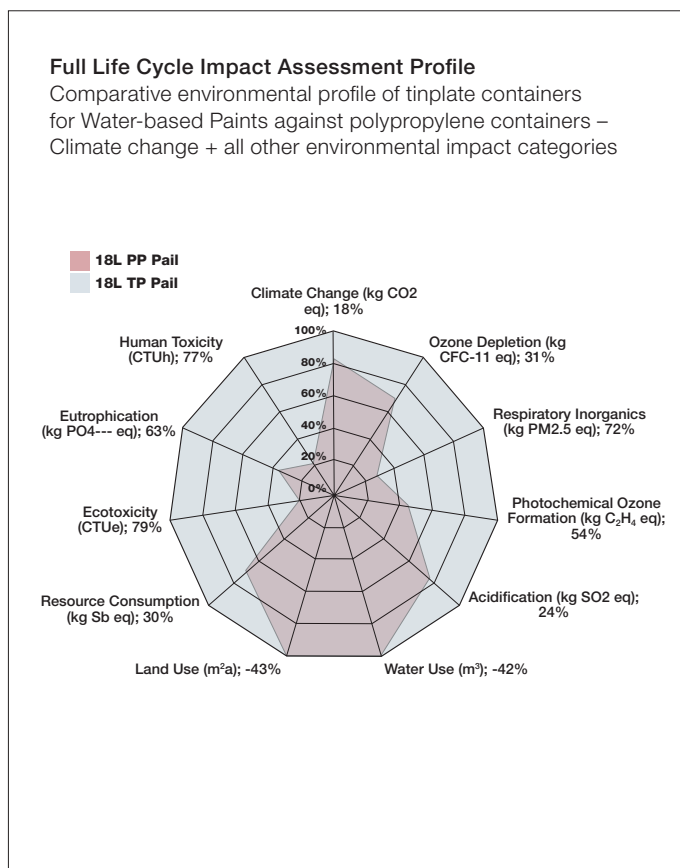 Full Life Cycle Impact Assessment Profile
Comparative environmental profile of tinplate containers
for Water-based Paints against polypropylene containers –
Climate change + all other environmental impact categories
18L PP Pail
18L TP Pail
Climate Change (kg CO2
eq); 18%
100%
80%
60%
40%
20%
0%
Ozone Depletion (kg
CFC-11 eq); 31%
Respiratory Inorganics
(kg PM2.5 eq); 72%
Photochemical Ozone
Formation (kg C₂H₄ eq);
54%
Acidification (kg SO2 eq);
24%
Water Use (m³); -42%
Land Use (m²a); -43%
Resource Consumption
(kg Sb eq); 30%
Ecotoxicity
(CTUe); 79%
Eutrophication
(kg PO4--- eq); 63%
Human Toxicity
(CTUh); 77%